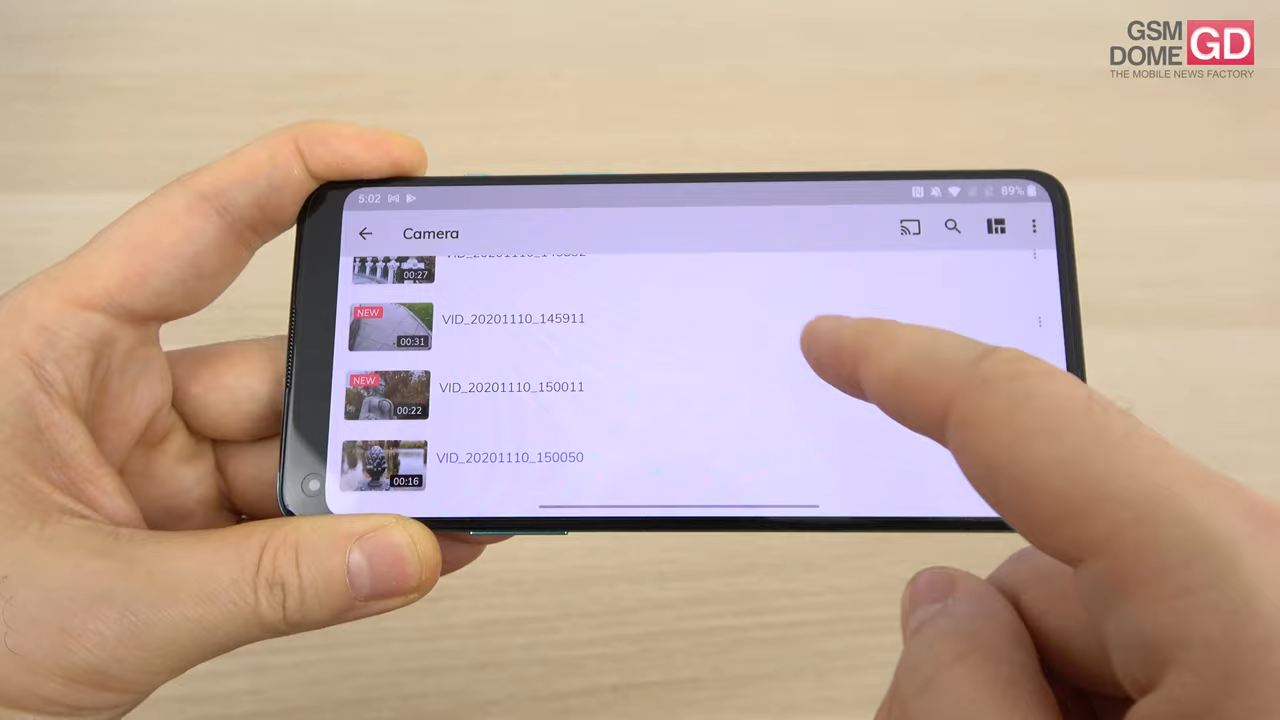 GSM
DOME GD
THE MOBILE NEWS FACTORY
5:02
89%
Camera
00:27
NEW
VID_20201110_145911
00:31
NEW
VID_20201110_150011
00:22
VID_20201110_150050
00:16